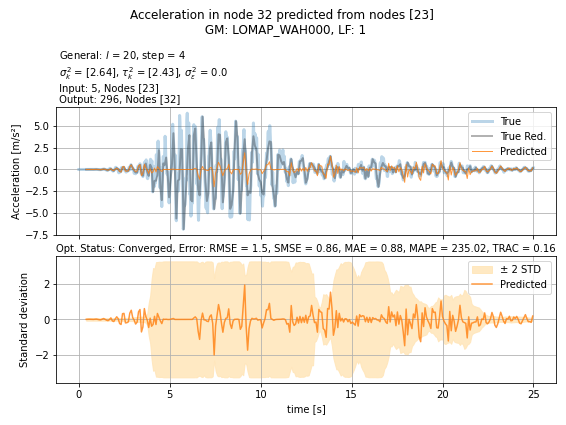 Acceleration in node 32 predicted from nodes [23]
GM: LOMAP_WAH000, LF: 1
General: l = 20, step = 4
σ²ₖ = [2.64], τ²ₖ = [2.43], σ²ₑ = 0.0
Input: 5, Nodes [23]
Output: 296, Nodes [32]
Acceleration [m/s²]
5.0
2.5
0.0
−2.5
−5.0
−7.5
True
True Red.
Predicted
Opt. Status: Converged, Error: RMSE = 1.5, SMSE = 0.86, MAE = 0.88, MAPE = 235.02, TRAC = 0.16
Standard deviation
2
0
−2
± 2 STD
Predicted
0
5
10
15
20
25
time [s]